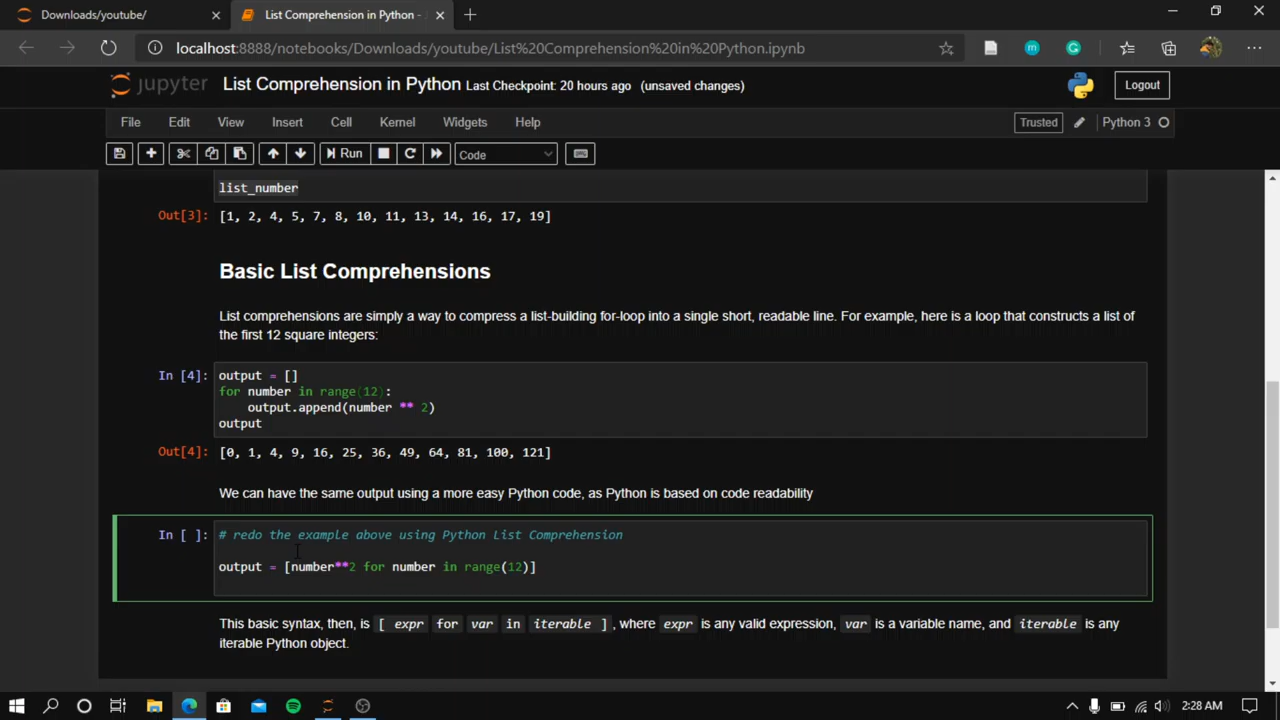 Downloads/youtube/
List Comprehension in Python -
localhost:8888/notebooks/Downloads/youtube/List%20Comprehension%20in%20Python.ipynb
jupyter List Comprehension in Python Last Checkpoint: 20 hours ago (unsaved changes)
Logout
File Edit View Insert Cell Kernel Widgets Help
Trusted Python 3
Run Code
list_number
Out[3]: [1, 2, 4, 5, 7, 8, 10, 11, 13, 14, 16, 17, 19]
Basic List Comprehensions
List comprehensions are simply a way to compress a list-building for-loop into a single short, readable line. For example, here is a loop that constructs a list of
the first 12 square integers:
In [4]: output = []
for number in range(12):
output.append(number ** 2)
output
Out[4]: [0, 1, 4, 9, 16, 25, 36, 49, 64, 81, 100, 121]
We can have the same output using a more easy Python code, as Python is based on code readability
In [ ]: # redo the example above using Python List Comprehension
output = [number**2 for number in range(12)]
This basic syntax, then, is [ expr for var in iterable ], where expr is any valid expression, var is a variable name, and iterable is any
iterable Python object.
2:28 AM